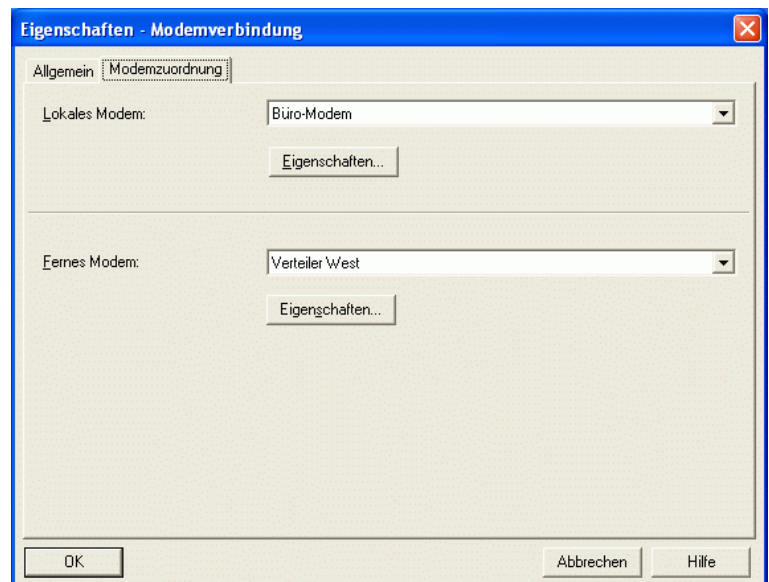 Eigenschaften - Modemverbindung
Allgemein Modemzuordnung
Lokales Modem: Büro-Modem
Eigenschaften...
Fernes Modem: Verteiler West
Eigenschaften...
OK Abbrechen Hilfe